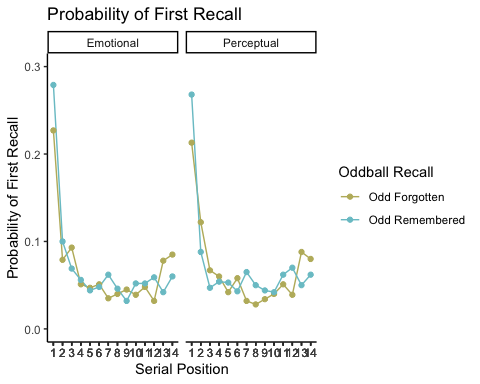 Probability of First Recall
Emotional Perceptual
0.3
0.2
0.1
0.0
Probability of First Recall
1 2 3 4 5 6 7 8 9 10 11 12 13 14 1 2 3 4 5 6 7 8 9 10 11 12 13 14
Serial Position
Oddball Recall
Odd Forgotten
Odd Remembered